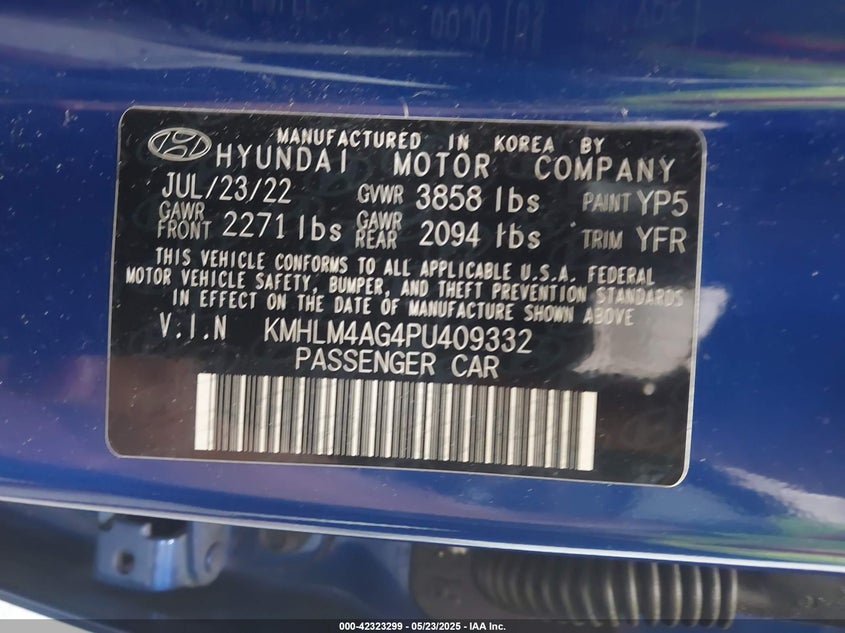 MANUFACTURED IN KOREA BY
HYUNDAI MOTOR COMPANY
JUL/23/22 GVWR 3858 lbs PAINT YP5
GAWR FRONT 2271 lbs GAWR REAR 2094 lbs TRIM YFR
THIS VEHICLE CONFORMS TO ALL APPLICABLE U.S.A. FEDERAL
MOTOR VEHICLE SAFETY, BUMPER, AND THEFT PREVENTION STANDARDS
IN EFFECT ON THE DATE OF MANUFACTURE SHOWN ABOVE
V.I.N KMHLM4AG4PU409332
PASSENGER CAR
000-42323299 - 05/23/2025 - IAA Inc.